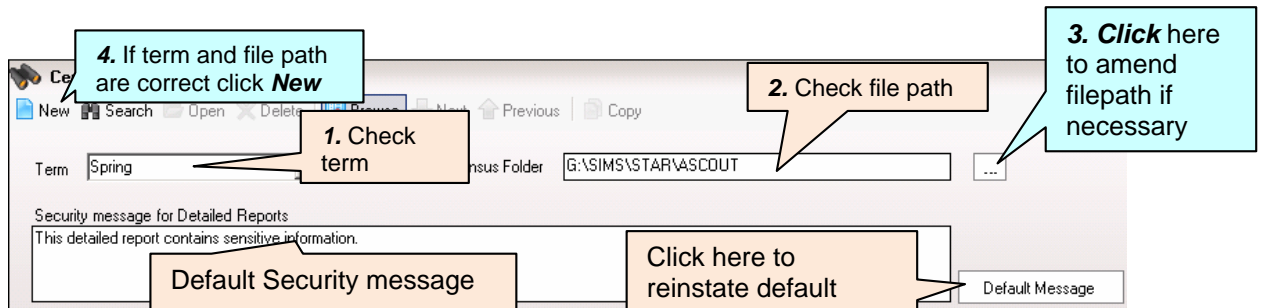 3. Click here
to amend
filepath if
necessary
4. If term and file path
are correct click New
2. Check file path
New Search Open Delete Browse Next Previous Copy
1. Check
term
Term Spring nsus Folder G:\SIMS\STAR\ASCOUT ...
Security message for Detailed Reports
This detailed report contains sensitive information.
Default Security message
Click here to
reinstate default
Default Message